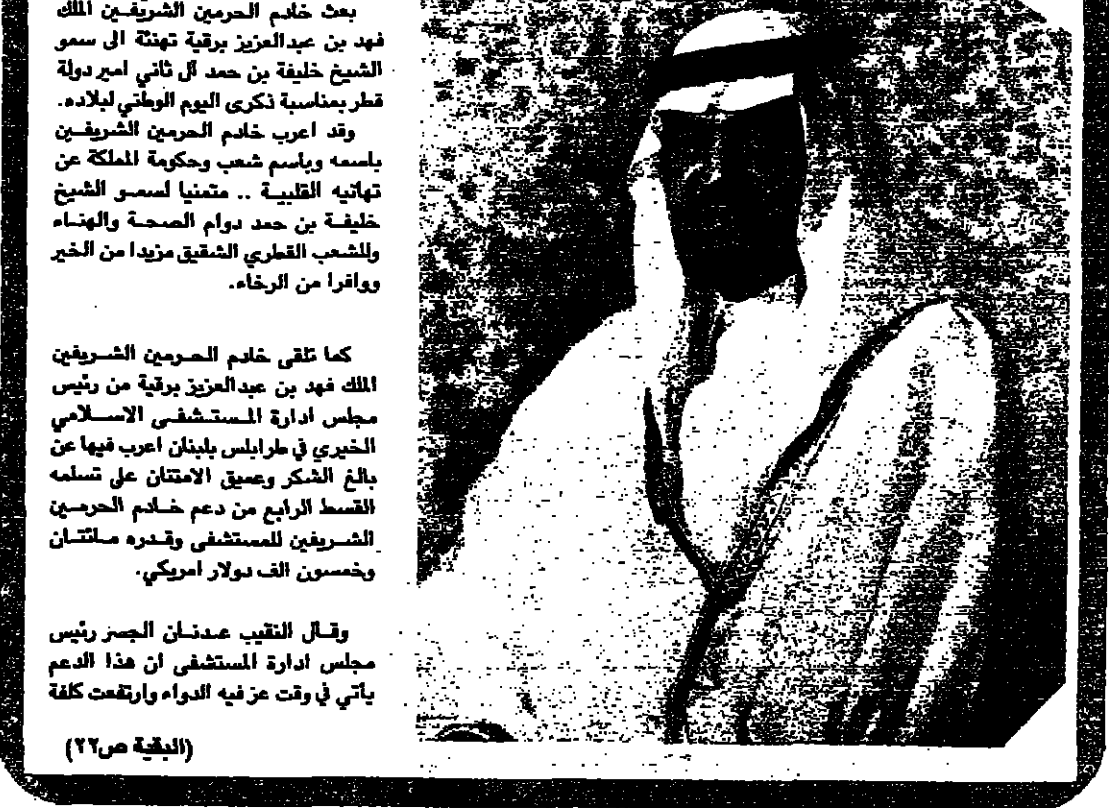 بعث خادم الحرمين الشريفين الملك
فهد بن عبدالعزيز برقية تهنئة الى سمو
الشيخ خليفة بن حمد آل ثاني امير دولة
قطر بمناسبة ذكرى اليوم الوطني لبلاده.
وقد اعرب خادم الحرمين الشريفين
باسمه وباسم شعب وحكومة المملكة عن
تهانيه القلبية .. متمنيا لسمو الشيخ
خليفة بن حمد دوام الصحة والهناء
وللشعب القطري الشقيق مزيدا من الخير
ووافرا من الرخاء.
كما تلقى خادم الحرمين الشريفين
الملك فهد بن عبدالعزيز برقية من رئيس
مجلس ادارة المستشفى الاسلامي
الخيري في طرابلس بلبنان اعرب فيها عن
بالغ الشكر وعميق الامتنان على تسلمه
القسط الرابع من دعم خادم الحرمين
الشريفين للمستشفى وقدره مائتان
وخمسون الف دولار امريكي.
وقال النقيب عدنان الجسر رئيس
مجلس ادارة المستشفى ان هذا الدعم
يأتي في وقت عز فيه الدواء وارتفعت كلفة
(البقية ص٢٢)